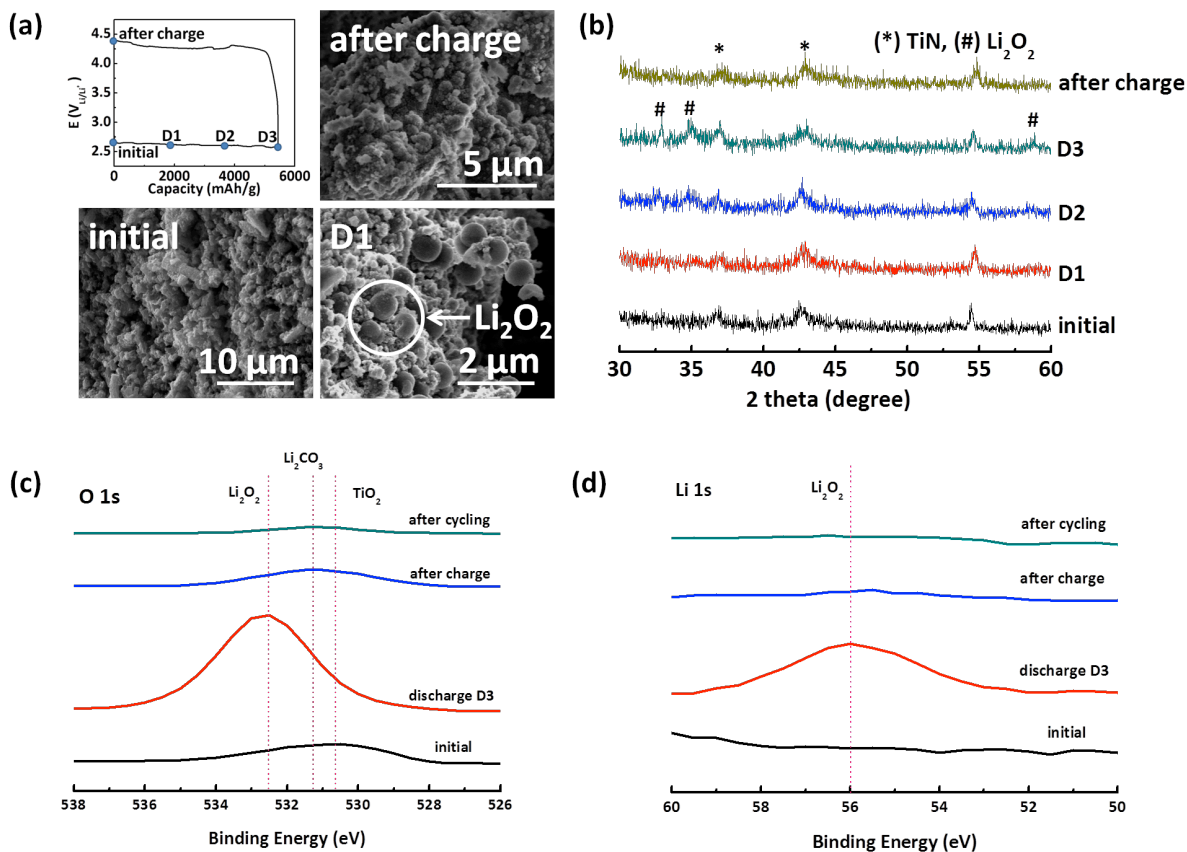 (a)
4.5
3.5
2.5
E (V_Li/Li+)
after charge
D1
D2
D3
initial
0
2000
4000
6000
Capacity (mAh/g)
after charge
5 µm
initial
10 µm
D1
Li₂O₂
2 µm
(b)
(*) TiN, (#) Li₂O₂
*
*
after charge
#
#
#
D3
D2
D1
initial
30
35
40
45
50
55
60
2 theta (degree)
(c)
O 1s
Li₂O₂
Li₂CO₃
TiO₂
after cycling
after charge
discharge D3
initial
538
536
534
532
530
528
526
Binding Energy (eV)
(d)
Li 1s
Li₂O₂
after cycling
after charge
discharge D3
initial
60
58
56
54
52
50
Binding Energy (eV)